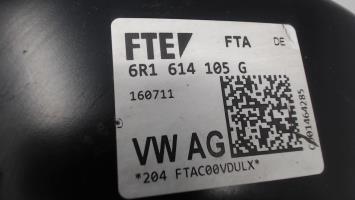 FTE FTA DE
6R1 614 105 G
160711
VW AG
*204 FTAC00VDULX*